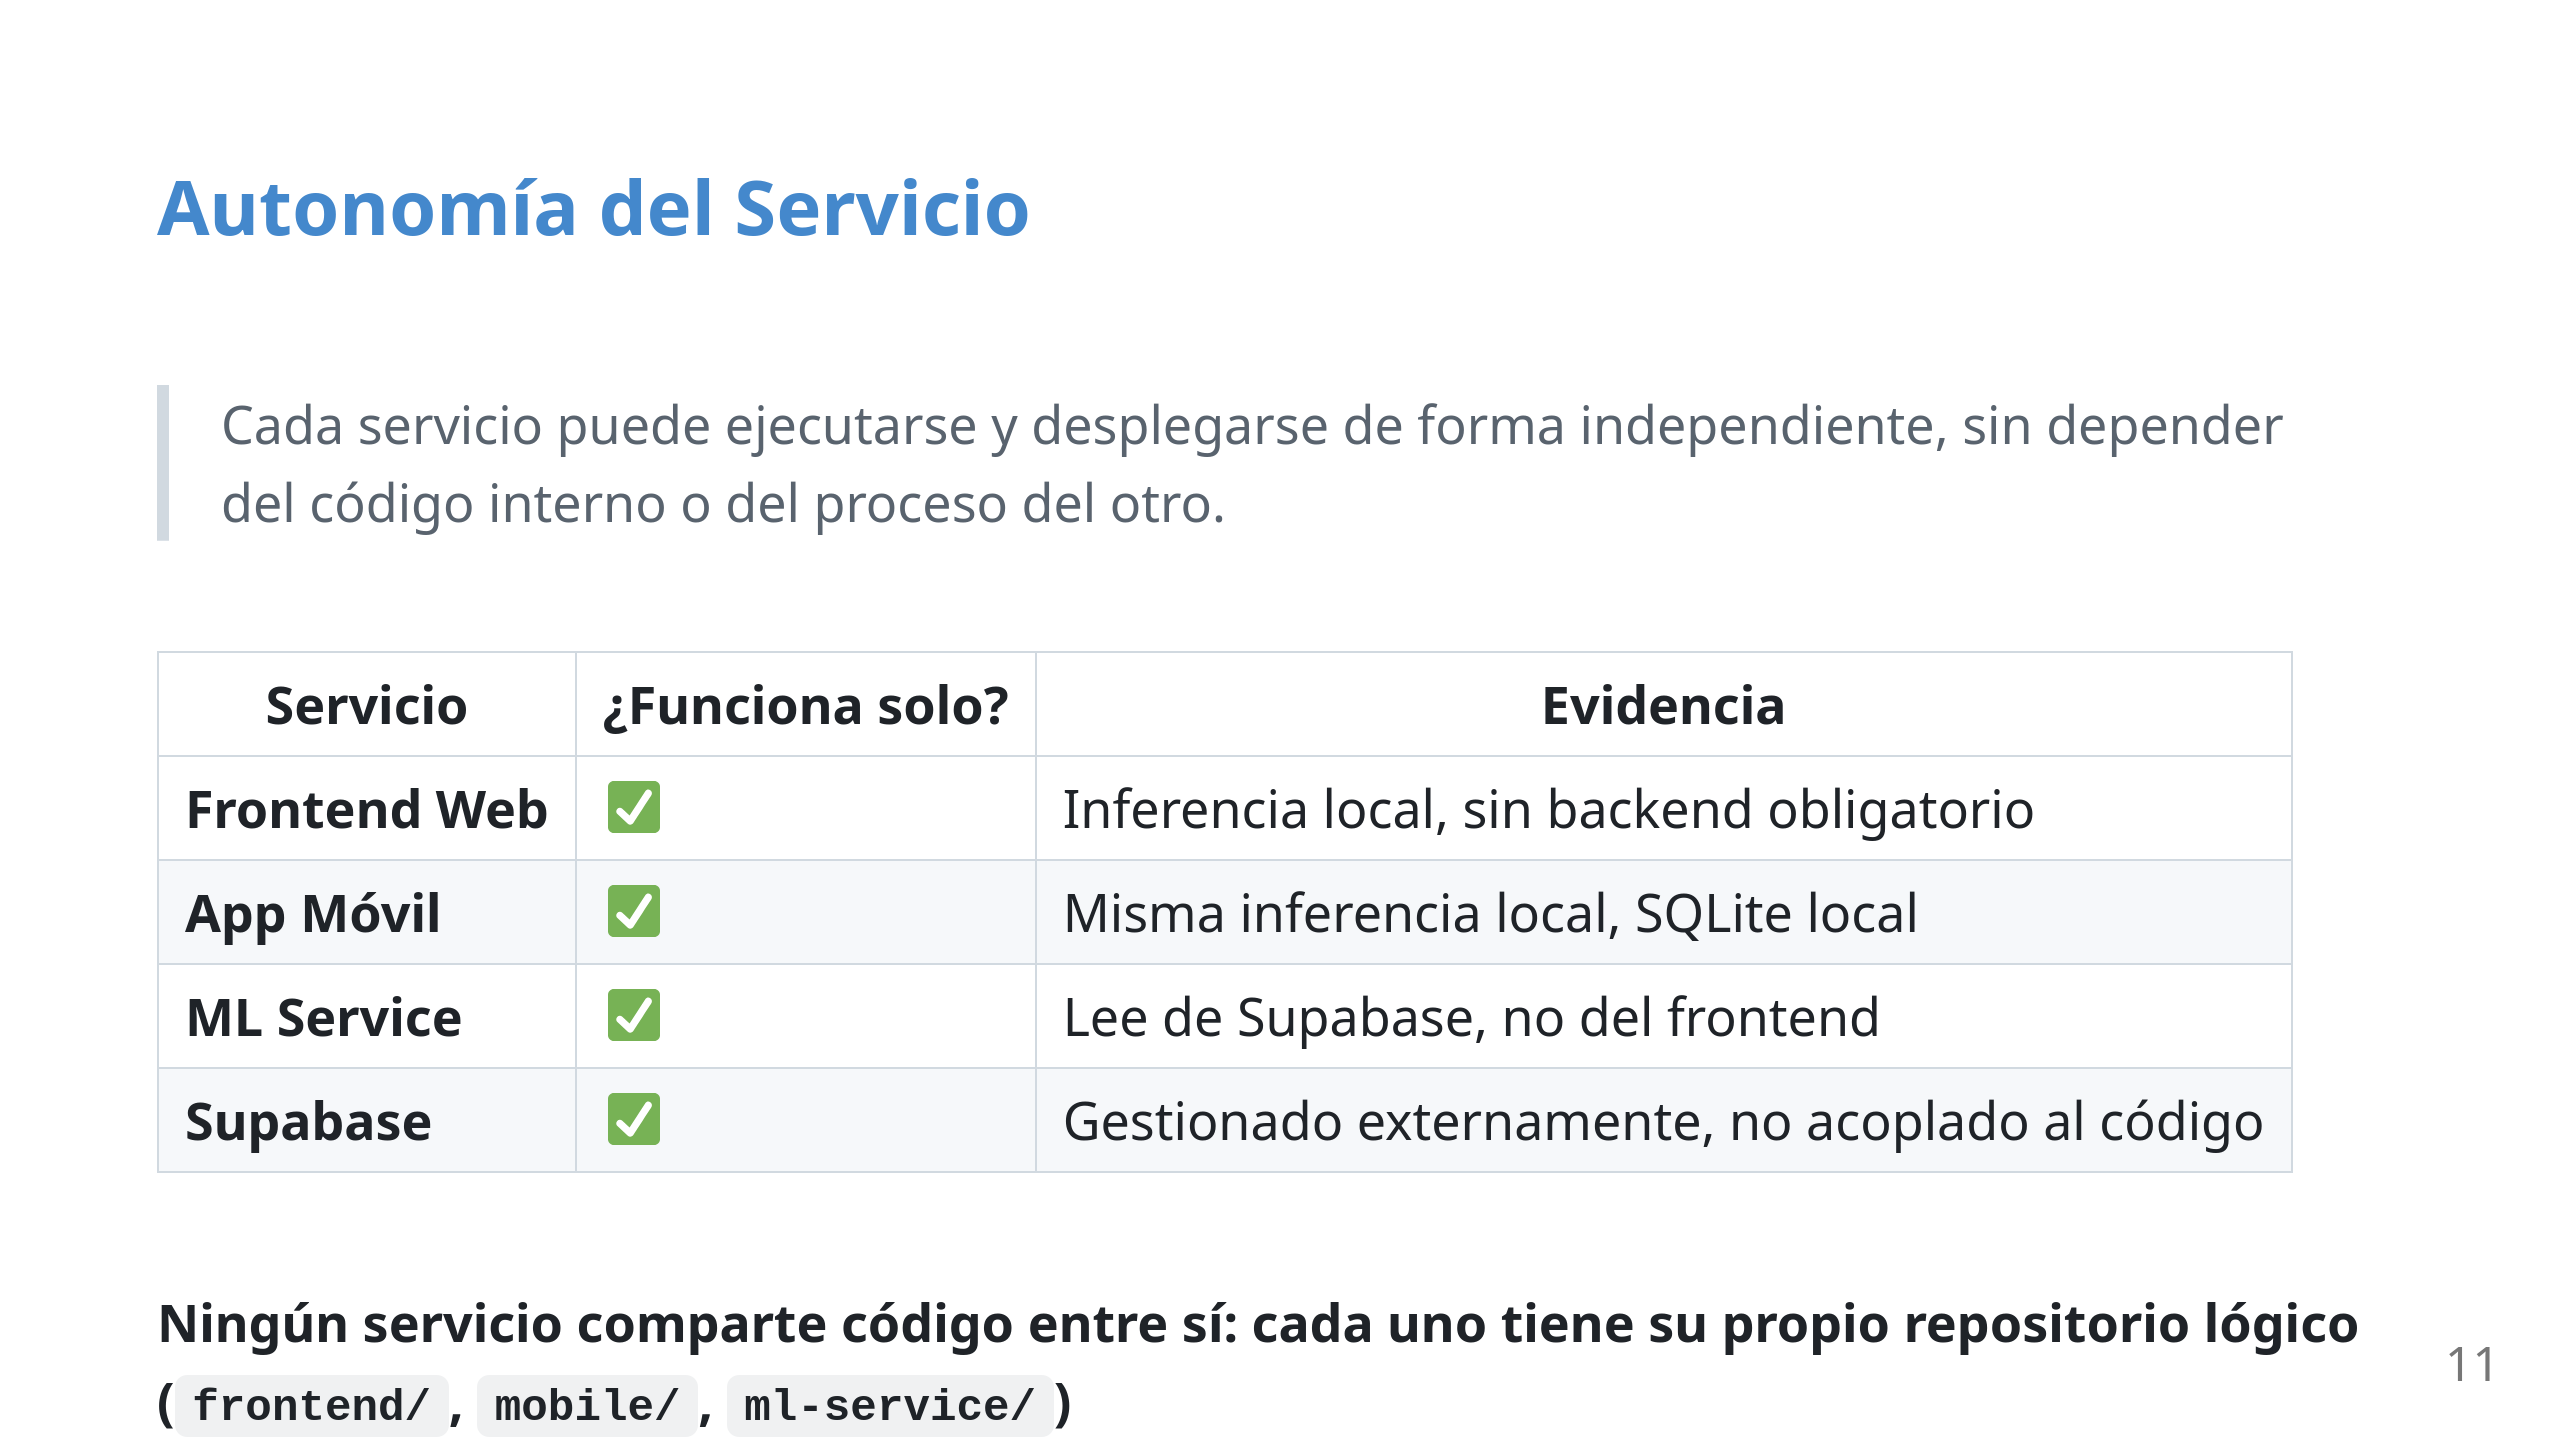 Autonomía del Servicio
Cada servicio puede ejecutarse y desplegarse de forma independiente, sin depender
del código interno o del proceso del otro.
Servicio ¿Funciona solo? Evidencia
Frontend Web ✅ Inferencia local, sin backend obligatorio
App Móvil ✅ Misma inferencia local, SQLite local
ML Service ✅ Lee de Supabase, no del frontend
Supabase ✅ Gestionado externamente, no acoplado al código
Ningún servicio comparte código entre sí: cada uno tiene su propio repositorio lógico
(frontend/, mobile/, ml-service/)
11